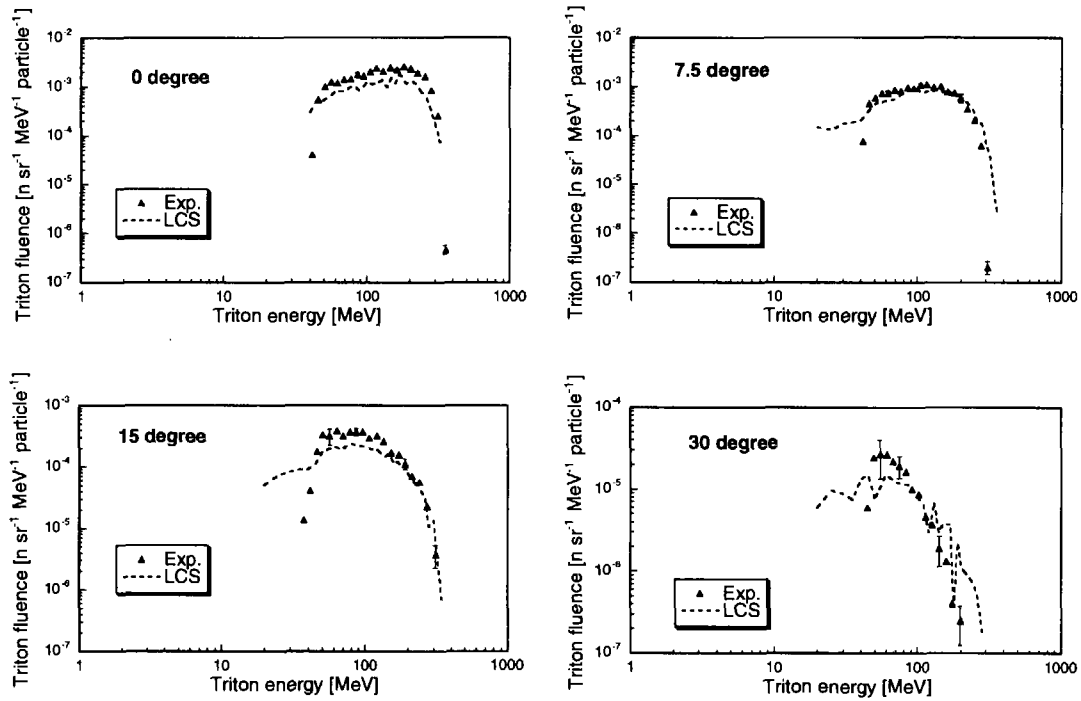 Triton fluence [n sr⁻¹ MeV⁻¹ particle⁻¹]
10⁻²
10⁻³
10⁻⁴
10⁻⁵
10⁻⁶
10⁻⁷
0 degree
Exp.
LCS
1 10 100 1000
Triton energy [MeV]
Triton fluence [n sr⁻¹ MeV⁻¹ particle⁻¹]
10⁻²
10⁻³
10⁻⁴
10⁻⁵
10⁻⁶
10⁻⁷
7.5 degree
Exp.
LCS
1 10 100 1000
Triton energy [MeV]
Triton fluence [n sr⁻¹ MeV⁻¹ particle⁻¹]
10⁻³
10⁻⁴
10⁻⁵
10⁻⁶
10⁻⁷
15 degree
Exp.
LCS
1 10 100 1000
Triton energy [MeV]
Triton fluence [n sr⁻¹ MeV⁻¹ particle⁻¹]
10⁻⁴
10⁻⁵
10⁻⁶
10⁻⁷
30 degree
Exp.
LCS
1 10 100 1000
Triton energy [MeV]